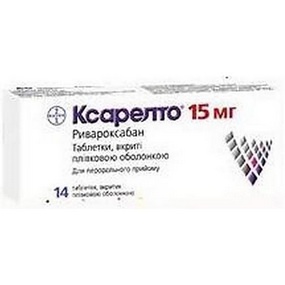 Ксарелто® 15 мг
Ривароксабан
Таблетки, вкриті
плівковою оболонкою
Для перорального прийому
14 таблеток, вкритих
плівковою оболонкою